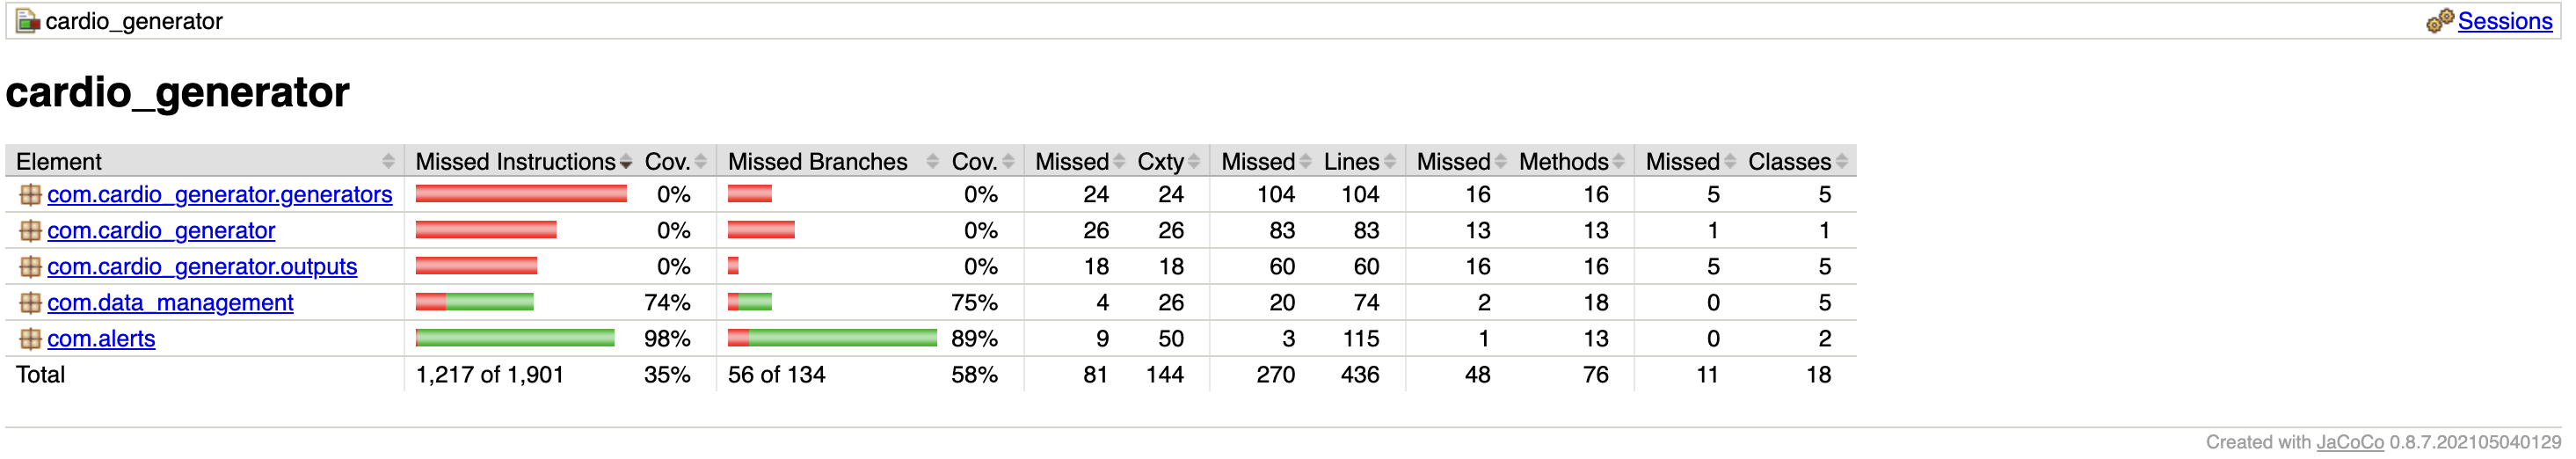 cardio_generator Sessions
cardio_generator
Element Missed Instructions Cov. Missed Branches Cov. Missed Cxty Missed Lines Missed Methods Missed Classes
com.cardio_generator.generators 0% 0% 24 24 104 104 16 16 5 5
com.cardio_generator 0% 0% 26 26 83 83 13 13 1 1
com.cardio_generator.outputs 0% 0% 18 18 60 60 16 16 5 5
com.data_management 74% 75% 4 26 20 74 2 18 0 5
com.alerts 98% 89% 9 50 3 115 1 13 0 2
Total 1,217 of 1,901 35% 56 of 134 58% 81 144 270 436 48 76 11 18
Created with JaCoCo 0.8.7.202105040129